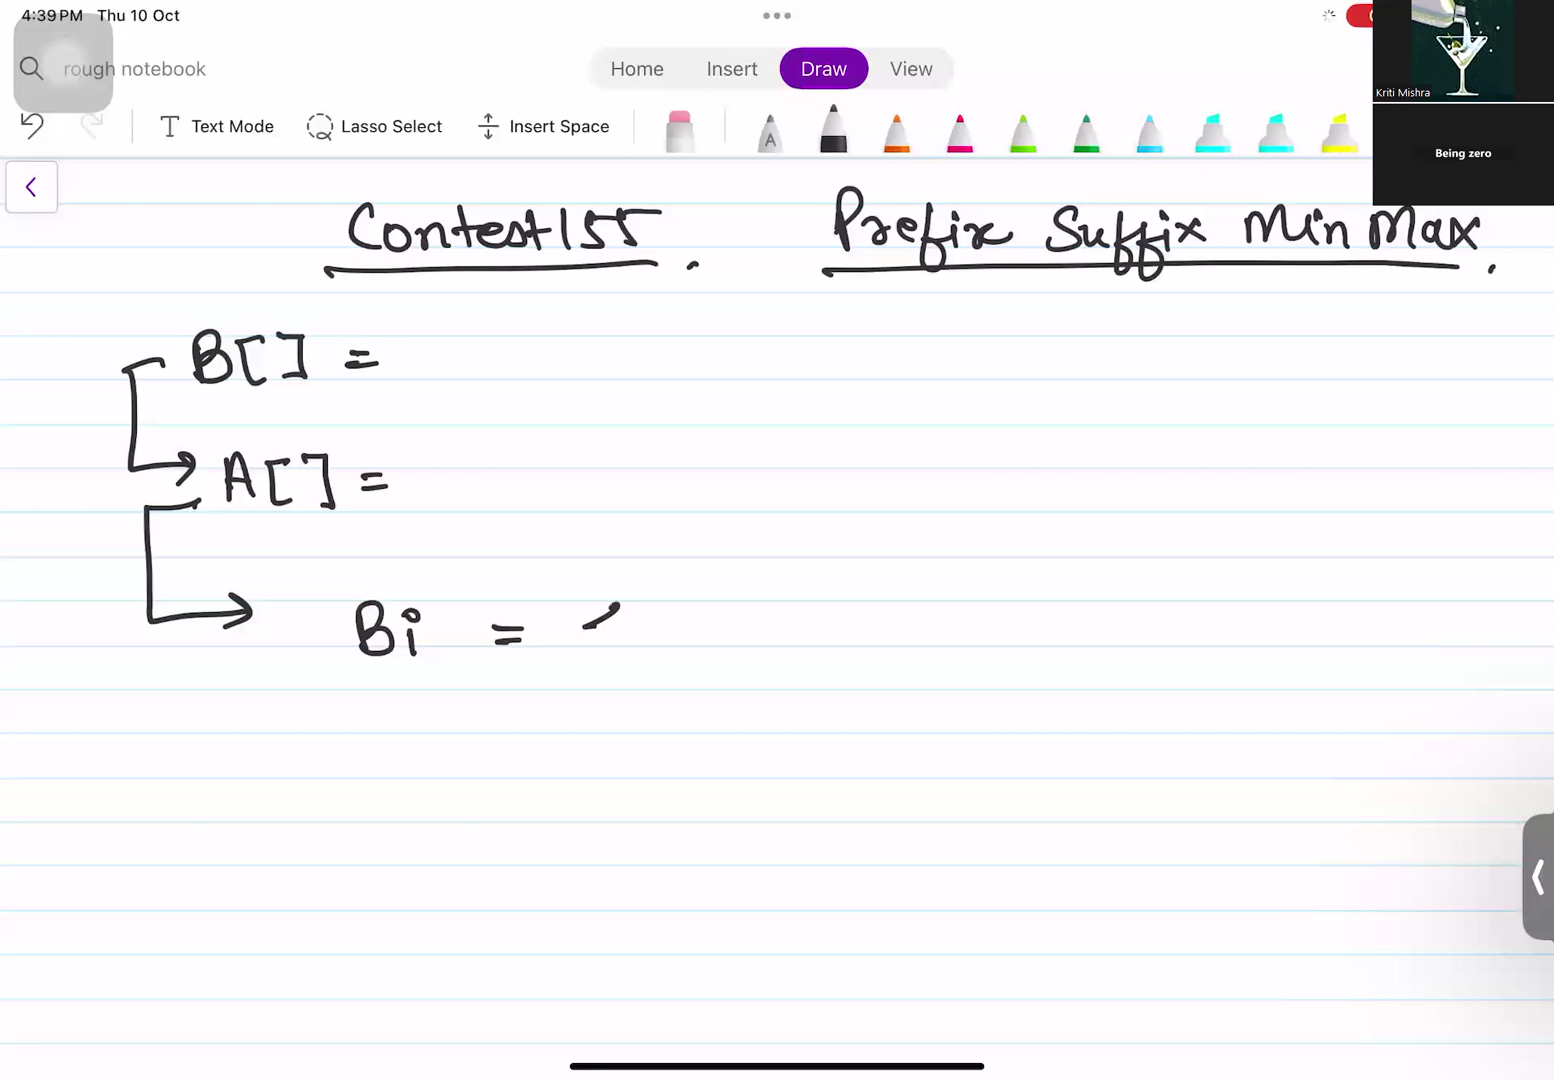 4:39 PM Thu 10 Oct
rough notebook
Home Insert Draw View
Text Mode Lasso Select Insert Space
A
Kriti Mishra
Being zero
Contest155. Prefix Suffix Min Max.
B[] =
A[] =
Bi =